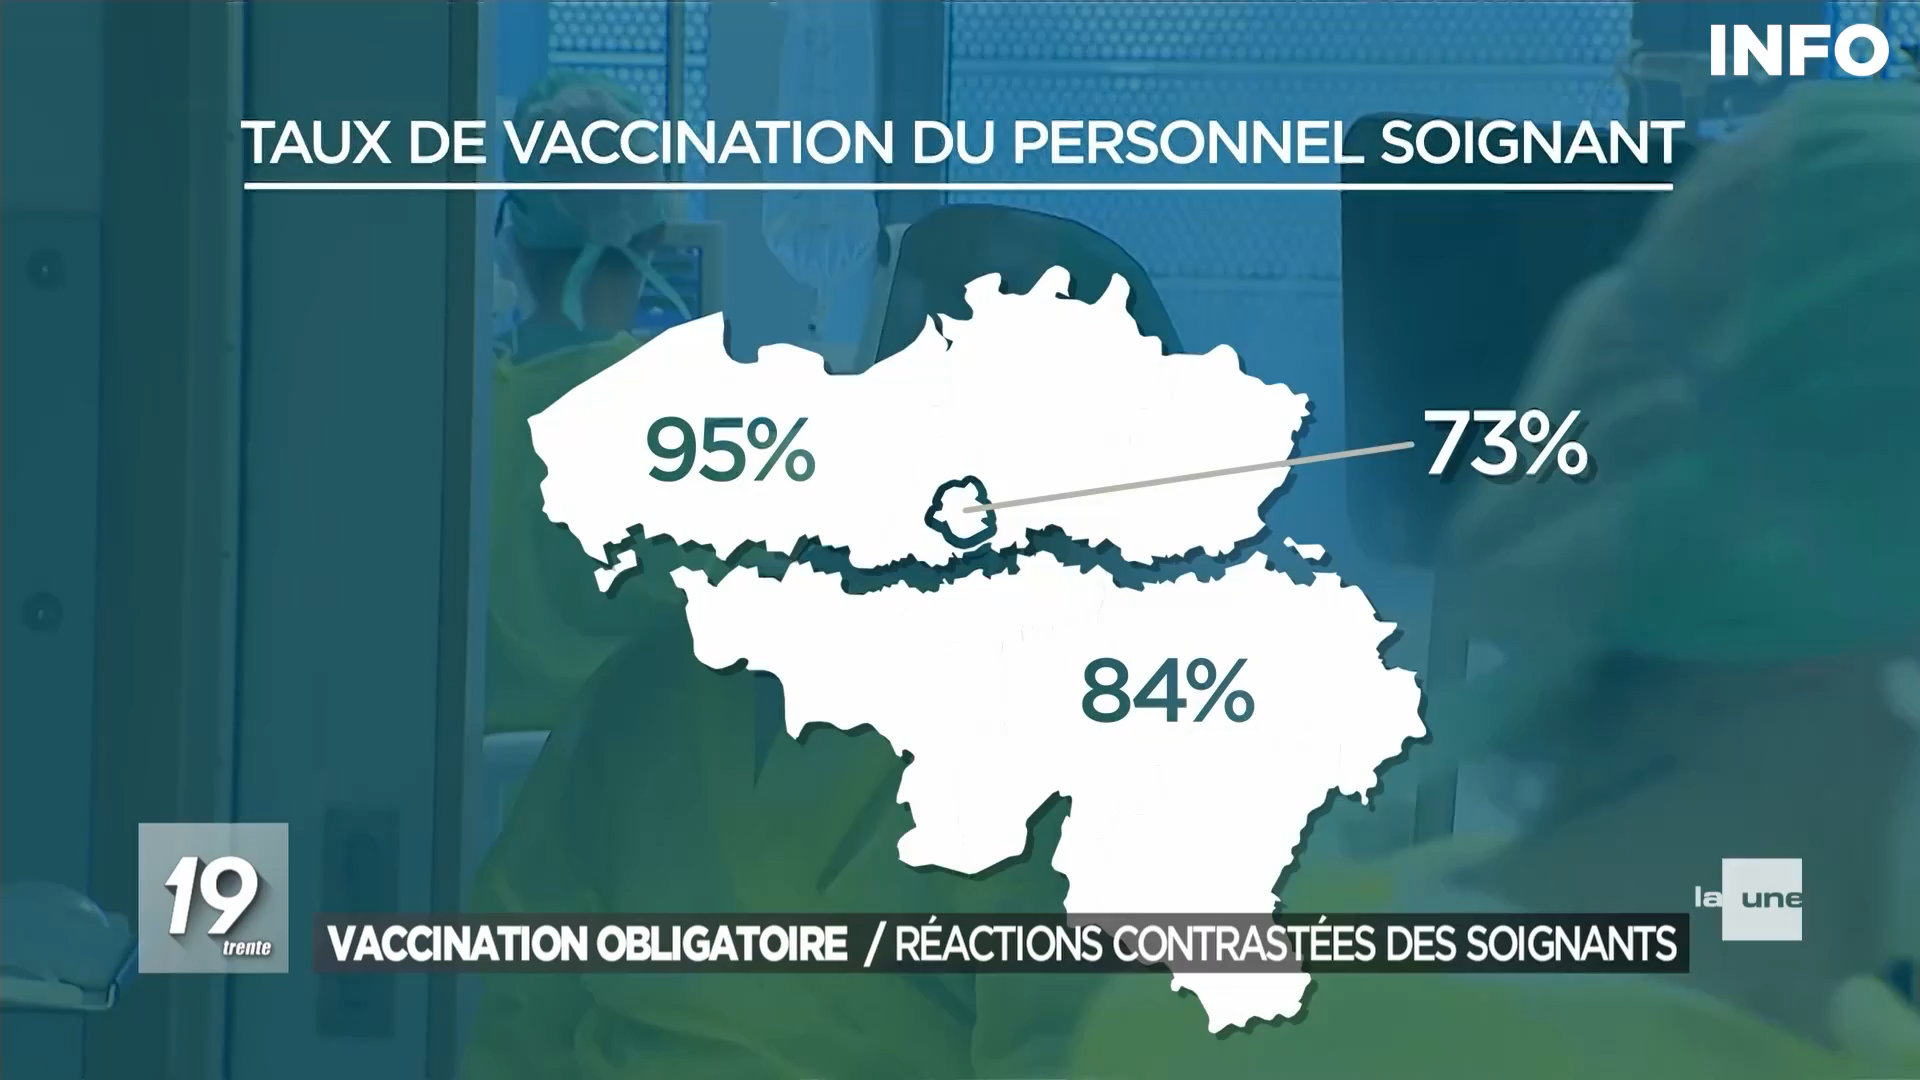 INFO
TAUX DE VACCINATION DU PERSONNEL SOIGNANT
95%
73%
84%
19
trente
VACCINATION OBLIGATOIRE / RÉACTIONS CONTRASTÉES DES SOIGNANTS
la une